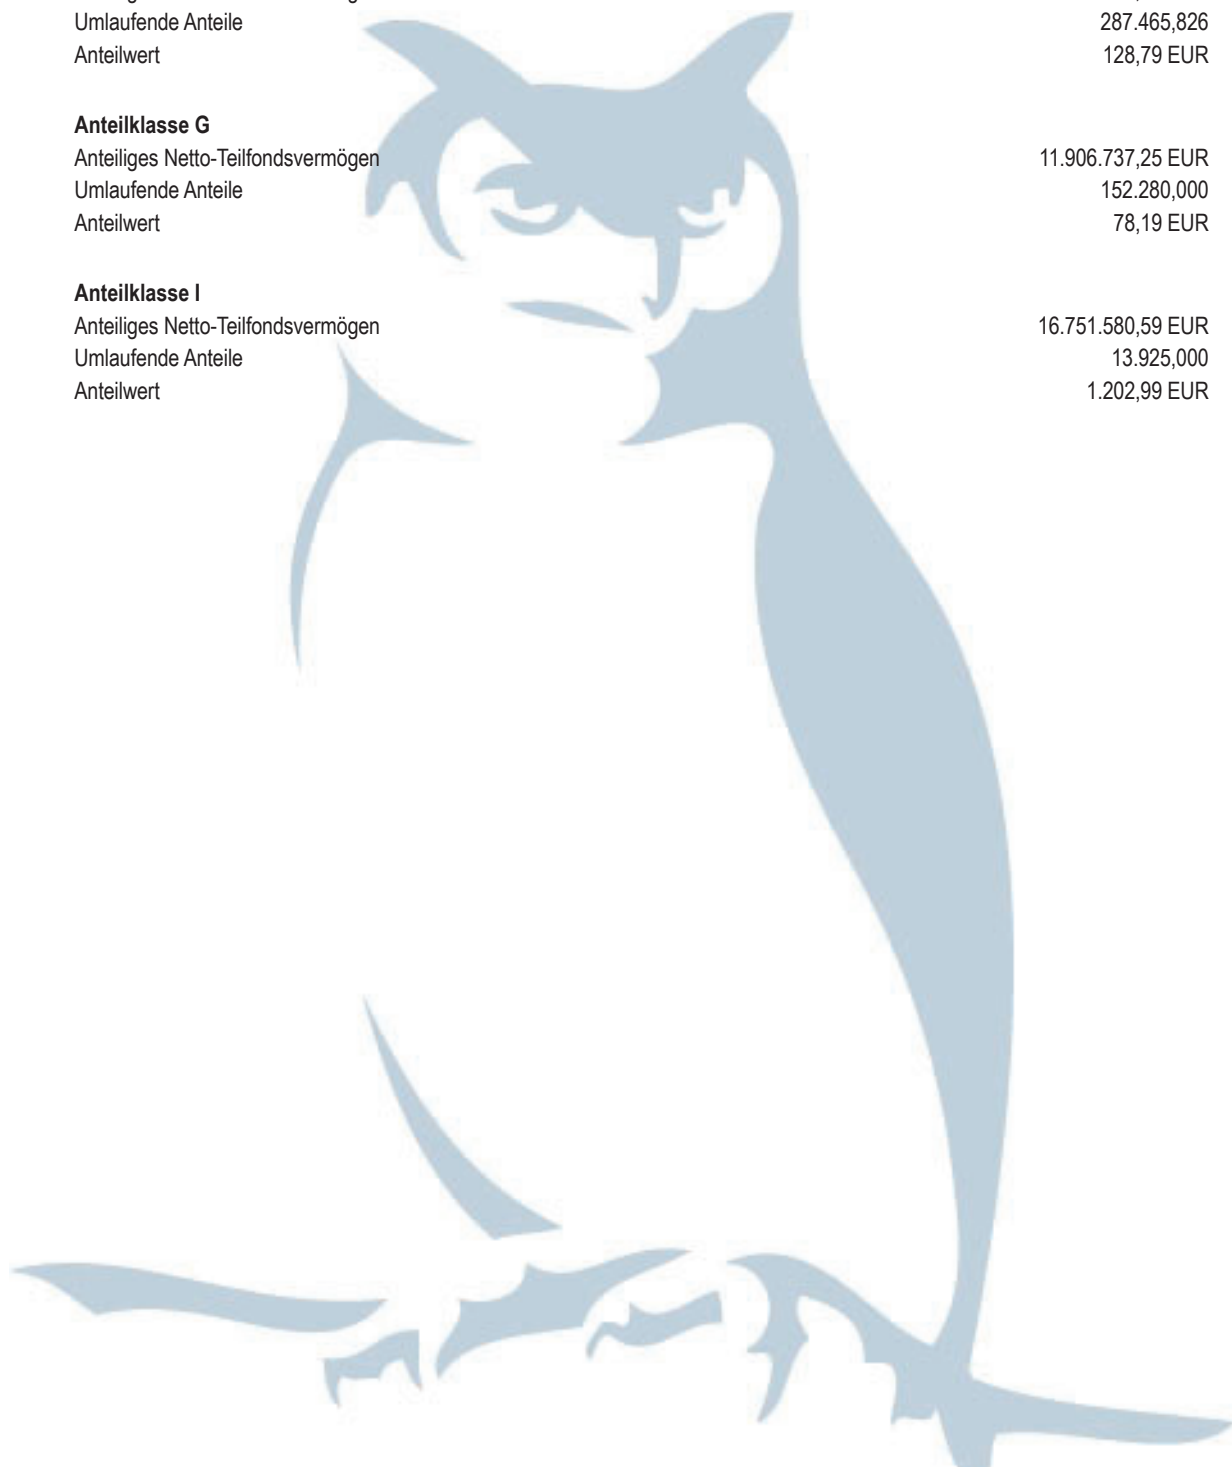 Umlaufende Anteile 287.465,826
Anteilwert 128,79 EUR
Anteilklasse G
Anteiliges Netto-Teilfondsvermögen 11.906.737,25 EUR
Umlaufende Anteile 152.280,000
Anteilwert 78,19 EUR
Anteilklasse I
Anteiliges Netto-Teilfondsvermögen 16.751.580,59 EUR
Umlaufende Anteile 13.925,000
Anteilwert 1.202,99 EUR